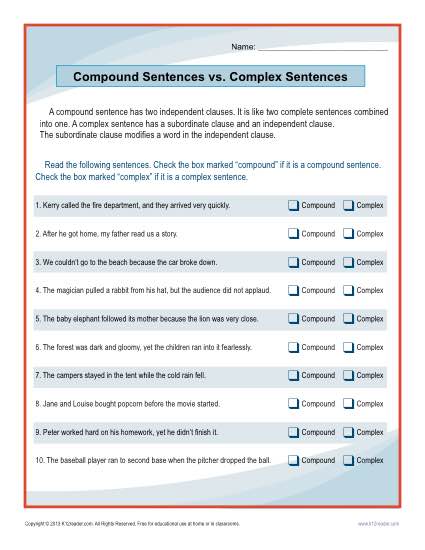 Name: ____________________
Compound Sentences vs. Complex Sentences
A compound sentence has two independent clauses. It is like two complete sentences combined
into one. A complex sentence has a subordinate clause and an independent clause.
The subordinate clause modifies a word in the independent clause.
Read the following sentences. Check the box marked “compound” if it is a compound sentence.
Check the box marked “complex” if it is a complex sentence.
1. Kerry called the fire department, and they arrived very quickly. Compound Complex
2. After he got home, my father read us a story. Compound Complex
3. We couldn't go to the beach because the car broke down. Compound Complex
4. The magician pulled a rabbit from his hat, but the audience did not applaud. Compound Complex
5. The baby elephant followed its mother because the lion was very close. Compound Complex
6. The forest was dark and gloomy, yet the children ran into it fearlessly. Compound Complex
7. The campers stayed in the tent while the cold rain fell. Compound Complex
8. Jane and Louise bought popcorn before the movie started. Compound Complex
9. Peter worked hard on his homework, yet he didn't finish it. Compound Complex
10. The baseball player ran to second base when the pitcher dropped the ball. Compound Complex
Copyright © 2013 K12reader.com. All Rights Reserved. Free for educational use at home or in classrooms. www.k12reader.com